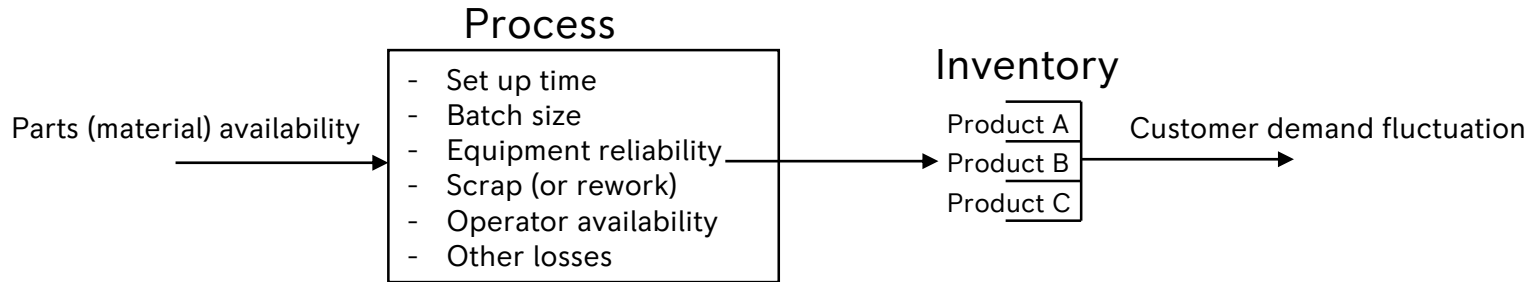 Process
- Set up time
- Batch size
- Equipment reliability
- Scrap (or rework)
- Operator availability
- Other losses
Parts (material) availability
Inventory
Product A
Product B
Product C
Customer demand fluctuation